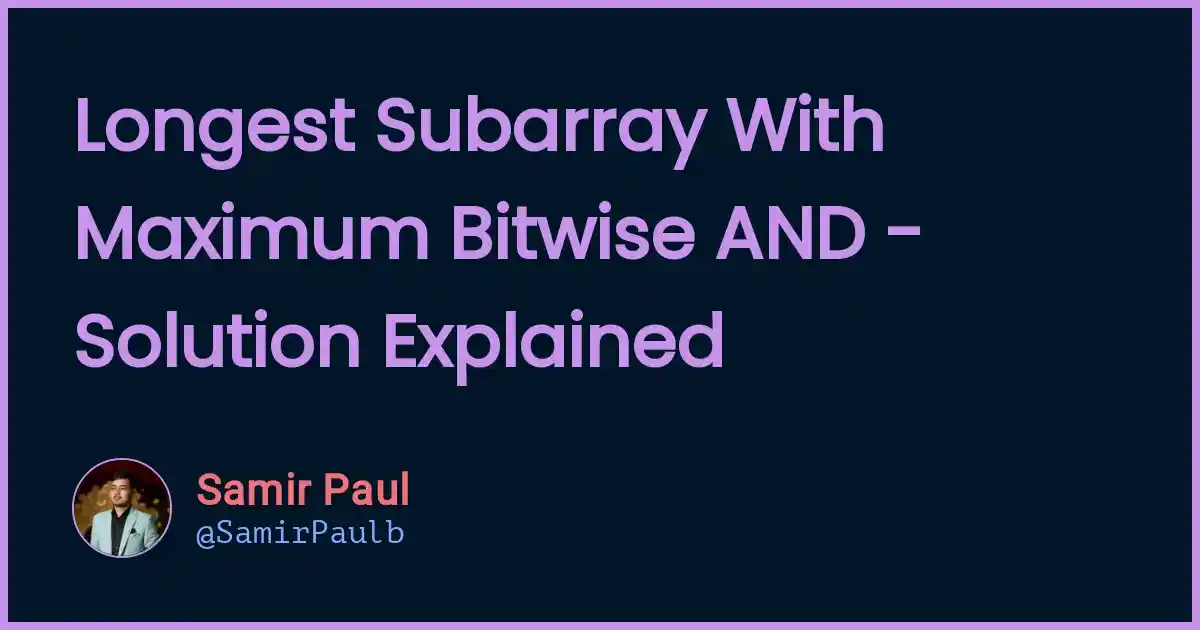 Longest Subarray With
Maximum Bitwise AND -
Solution Explained
Samir Paul
@SamirPaulb